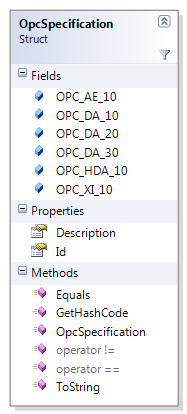 OpcSpecification
Struct
Fields
OPC_AE_10
OPC_DA_10
OPC_DA_20
OPC_DA_30
OPC_HDA_10
OPC_XI_10
Properties
Description
Id
Methods
Equals
GetHashCode
OpcSpecification
operator !=
operator ==
ToString